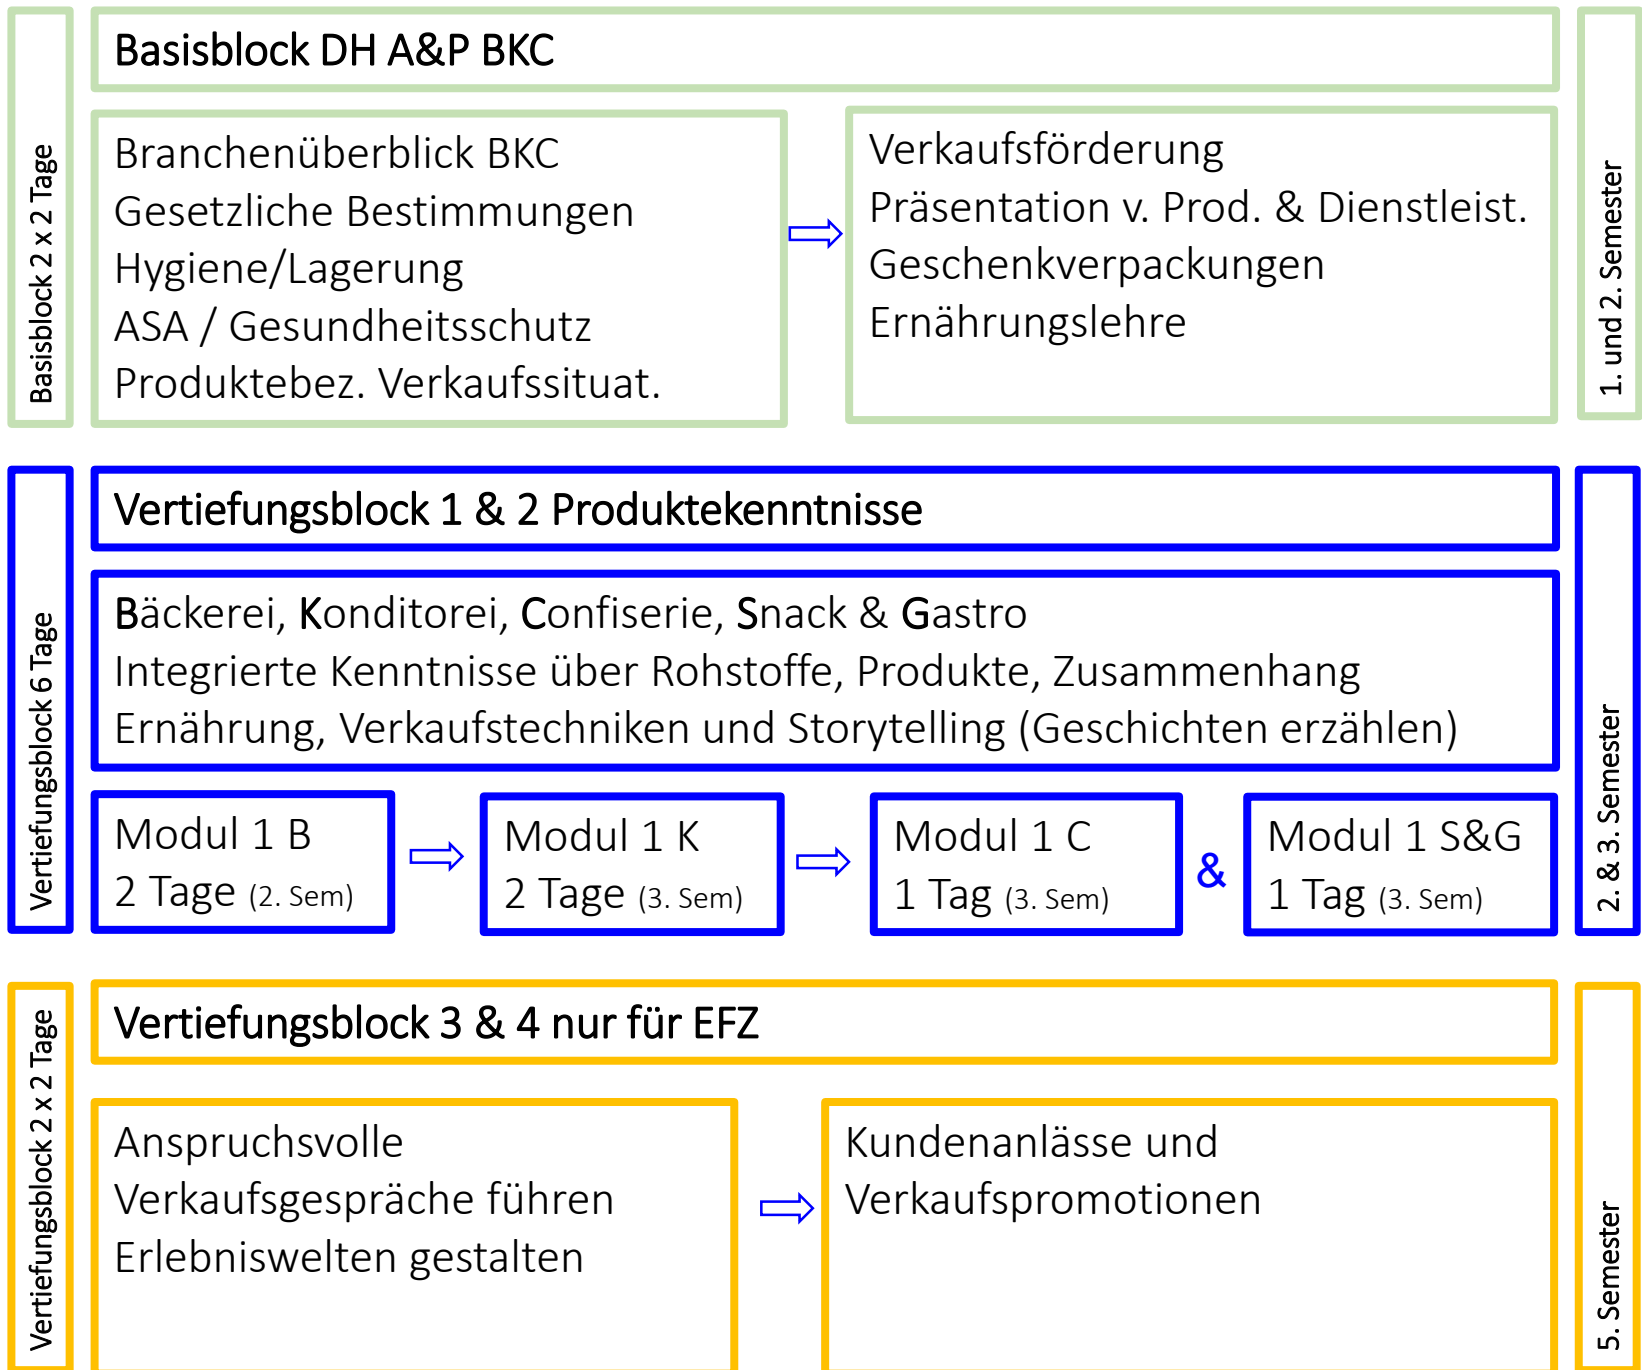 Basisblock 2 x 2 Tage
Basisblock DH A&P BKC
Branchenüberblick BKC
Gesetzliche Bestimmungen
Hygiene/Lagerung
ASA / Gesundheitsschutz
Produktebez. Verkaufssituat.
Verkaufsförderung
Präsentation v. Prod. & Dienstleist.
Geschenkverpackungen
Ernährungslehre
1. und 2. Semester
Vertiefungsblock 6 Tage
Vertiefungsblock 1 & 2 Produktekenntnisse
Bäckerei, Konditorei, Confiserie, Snack & Gastro
Integrierte Kenntnisse über Rohstoffe, Produkte, Zusammenhang
Ernährung, Verkaufstechniken und Storytelling (Geschichten erzählen)
Modul 1 B
2 Tage (2. Sem)
Modul 1 K
2 Tage (3. Sem)
Modul 1 C
1 Tag (3. Sem)
&
Modul 1 S&G
1 Tag (3. Sem)
2. & 3. Semester
Vertiefungsblock 2 x 2 Tage
Vertiefungsblock 3 & 4 nur für EFZ
Anspruchsvolle
Verkaufsgespräche führen
Erlebniswelten gestalten
Kundenanlässe und
Verkaufspromotionen
5. Semester